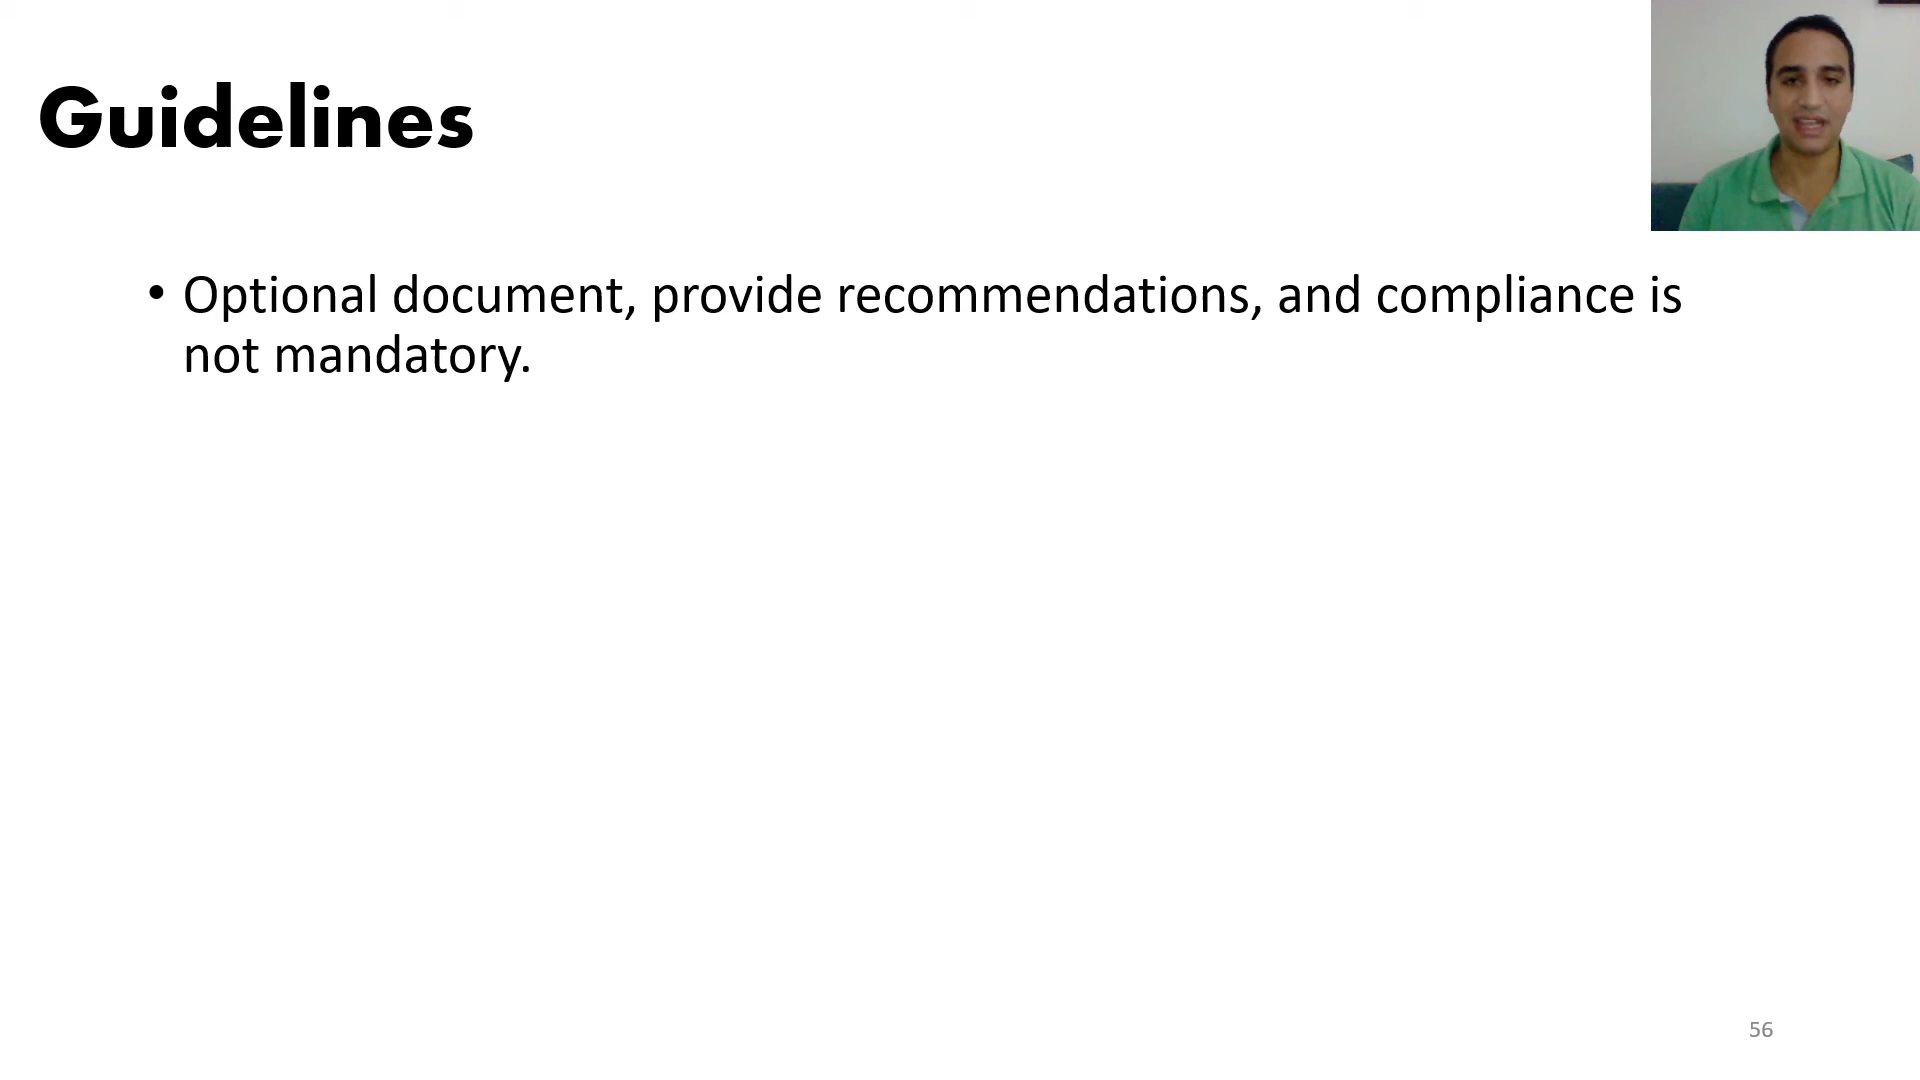 Guidelines
• Optional document, provide recommendations, and compliance is
not mandatory.
56